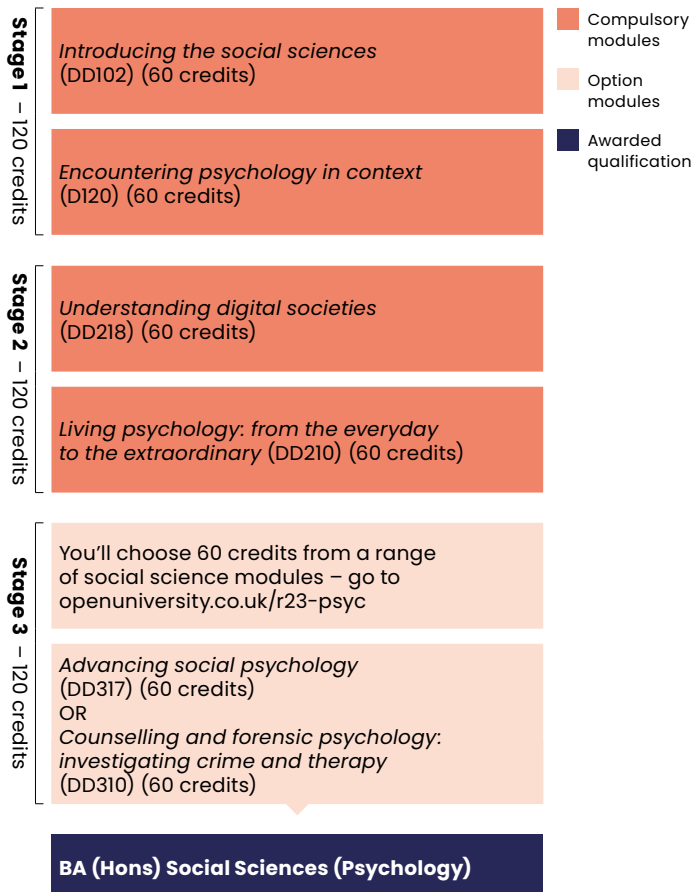 Stage 1 – 120 credits
Introducing the social sciences
(DD102) (60 credits)
Encountering psychology in context
(D120) (60 credits)
Compulsory
modules
Option
modules
Awarded
qualification
Stage 2 – 120 credits
Understanding digital societies
(DD218) (60 credits)
Living psychology: from the everyday
to the extraordinary (DD210) (60 credits)
Stage 3 – 120 credits
You’ll choose 60 credits from a range
of social science modules – go to
openuniversity.co.uk/r23-psyc
Advancing social psychology
(DD317) (60 credits)
OR
Counselling and forensic psychology:
investigating crime and therapy
(DD310) (60 credits)
BA (Hons) Social Sciences (Psychology)